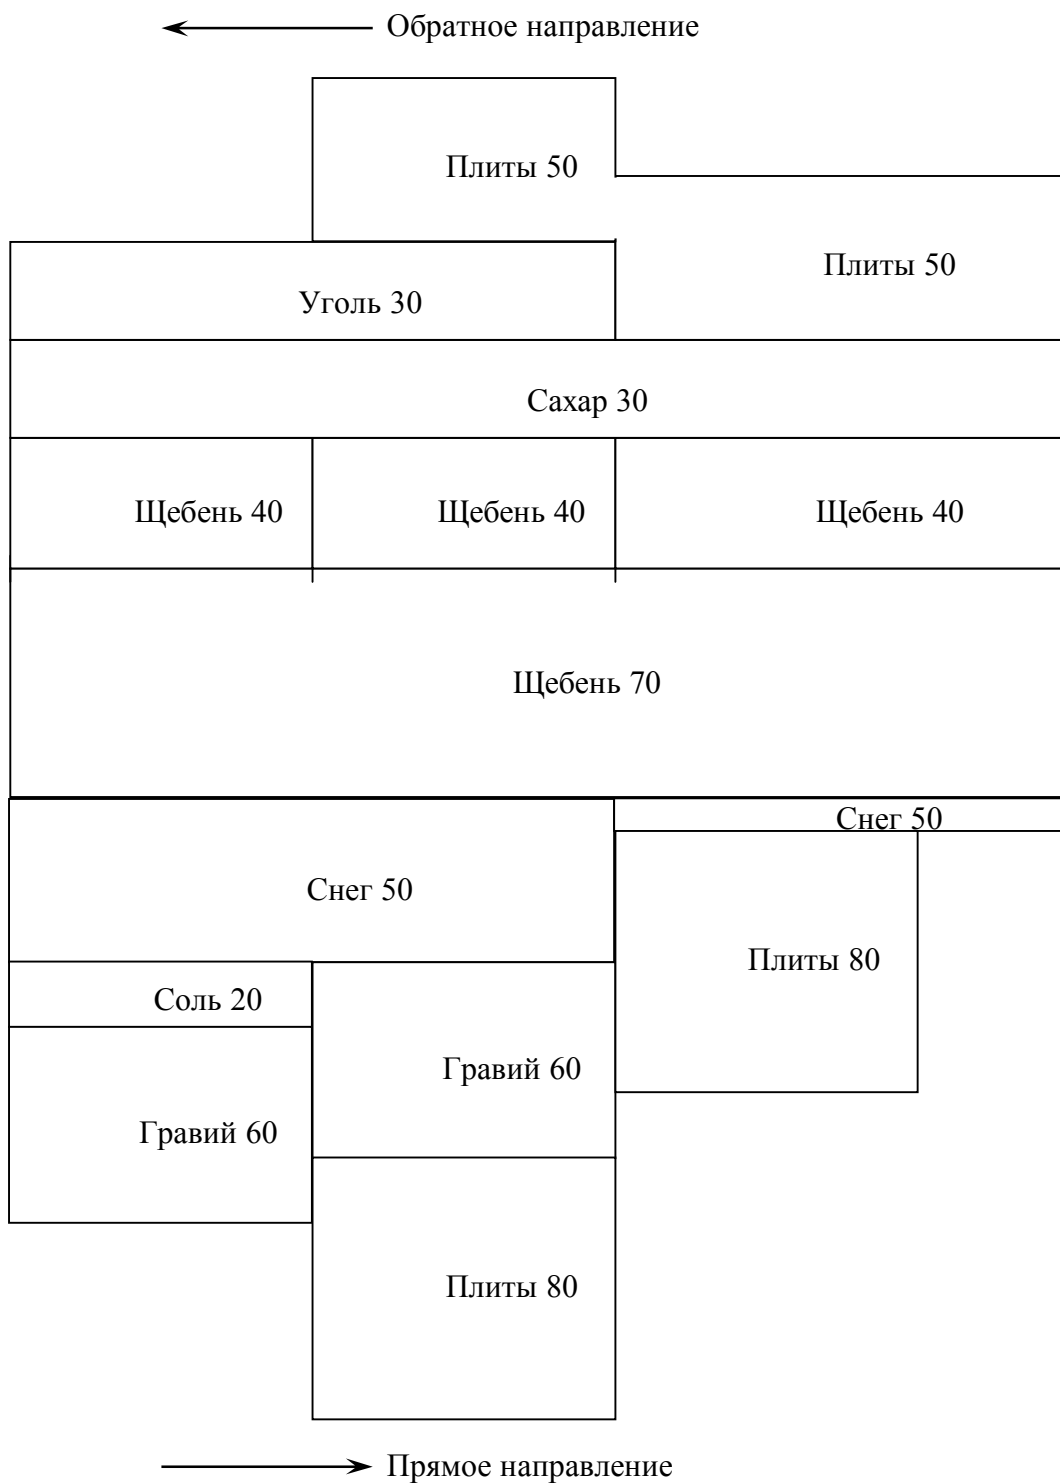 Обратное направление
Плиты 50
Плиты 50
Уголь 30
Сахар 30
Щебень 40 Щебень 40 Щебень 40
Щебень 70
Снег 50
Снег 50
Плиты 80
Соль 20
Гравий 60
Гравий 60
Плиты 80
Прямое направление